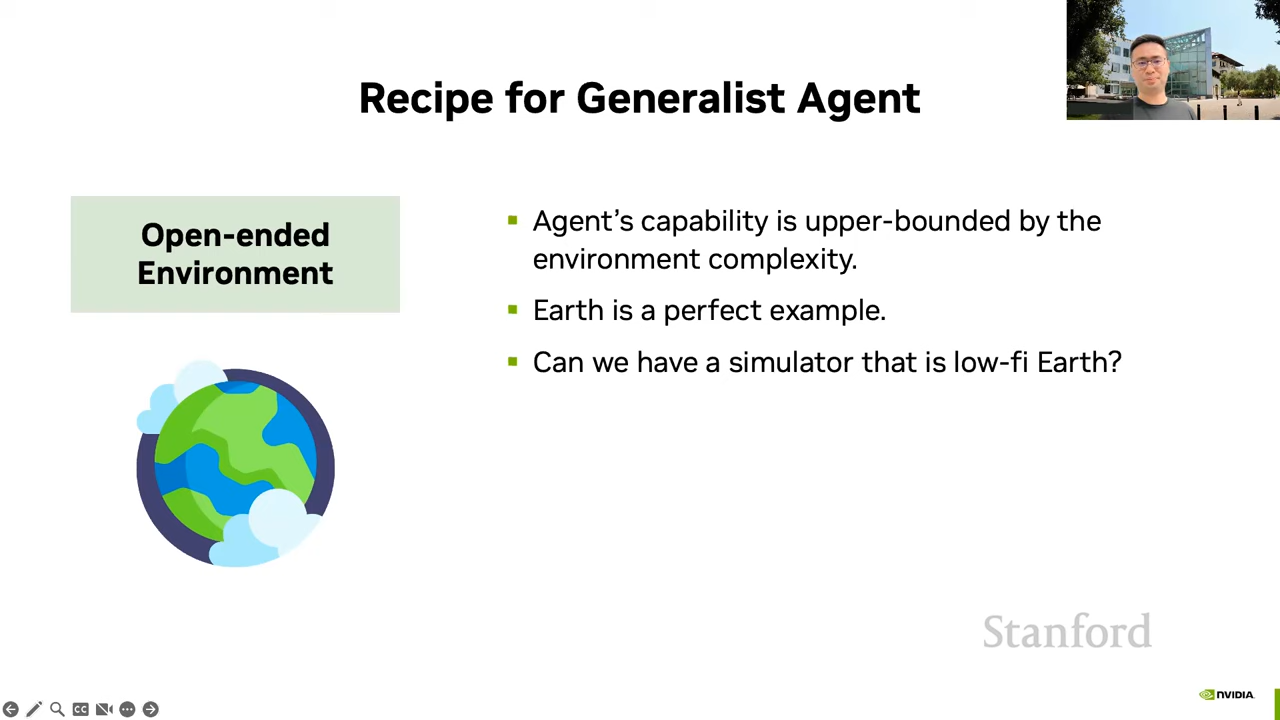 Recipe for Generalist Agent
Open-ended
Environment
Agent's capability is upper-bounded by the
environment complexity.
Earth is a perfect example.
Can we have a simulator that is low-fi Earth?
Stanford
NVIDIA.
CC